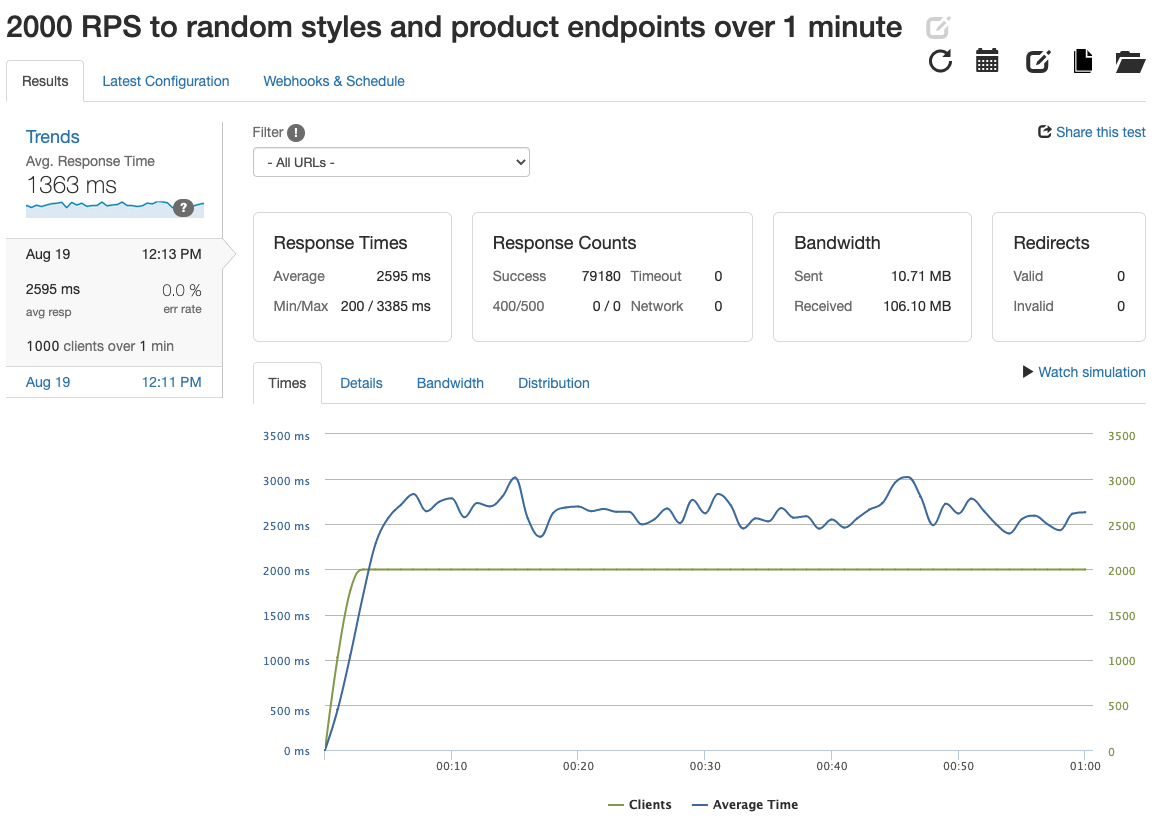 2000 RPS to random styles and product endpoints over 1 minute
Results Latest Configuration Webhooks & Schedule
Trends
Avg. Response Time
1363 ms
?
Aug 19 12:13 PM
2595 ms 0.0 %
avg resp err rate
1000 clients over 1 min
Aug 19 12:11 PM
Filter !
- All URLs -
Share this test
Response Times
Average 2595 ms
Min/Max 200 / 3385 ms
Response Counts
Success 79180 Timeout 0
400/500 0 / 0 Network 0
Bandwidth
Sent 10.71 MB
Received 106.10 MB
Redirects
Valid 0
Invalid 0
Times Details Bandwidth Distribution
Watch simulation
3500 ms 3500
3000 ms 3000
2500 ms 2500
2000 ms 2000
1500 ms 1500
1000 ms 1000
500 ms 500
0 ms 0
00:10 00:20 00:30 00:40 00:50 01:00
Clients Average Time